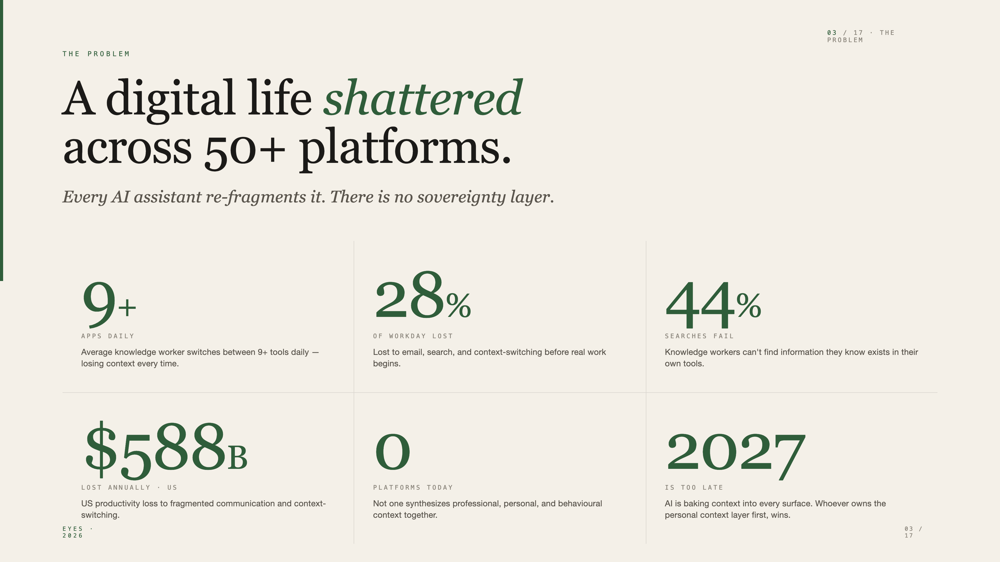 03 / 17 · THE
PROBLEM
THE PROBLEM
A digital life shattered
across 50+ platforms.
Every AI assistant re-fragments it. There is no sovereignty layer.
9+
APPS DAILY
Average knowledge worker switches between 9+ tools daily —
losing context every time.
28%
OF WORKDAY LOST
Lost to email, search, and context-switching before real work
begins.
44%
SEARCHES FAIL
Knowledge workers can't find information they know exists in their
own tools.
$588B
LOST ANNUALLY · US
US productivity loss to fragmented communication and context-
switching.
0
PLATFORMS TODAY
Not one synthesizes professional, personal, and behavioural
context together.
2027
IS TOO LATE
AI is baking context into every surface. Whoever owns the
personal context layer first, wins.
EYES ·
2026
03 /
17